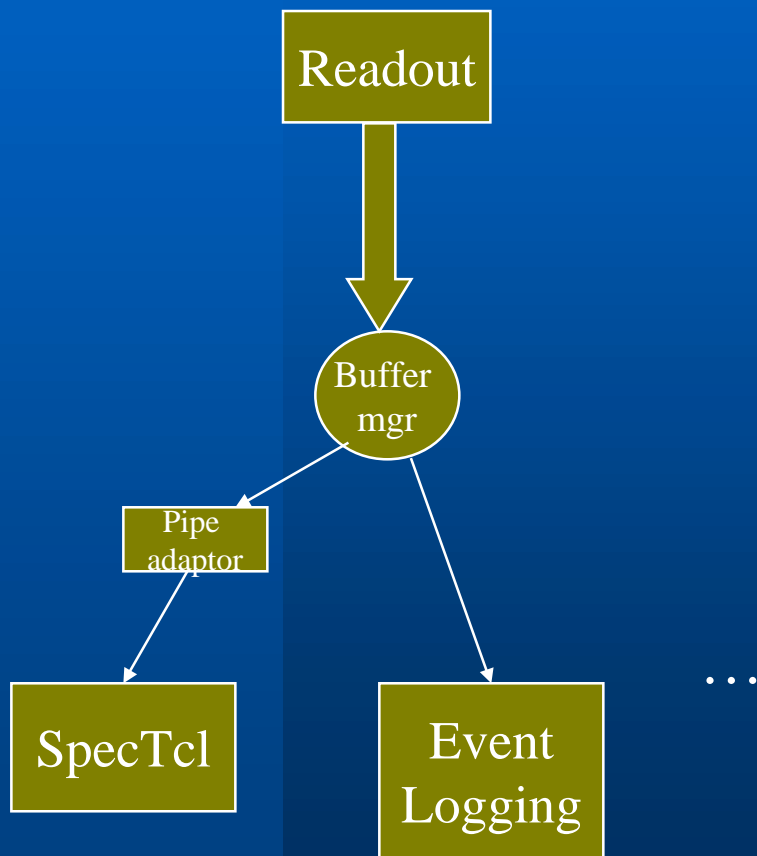 Readout
Buffer
mgr
Pipe
adaptor
SpecTcl
Event
Logging
...